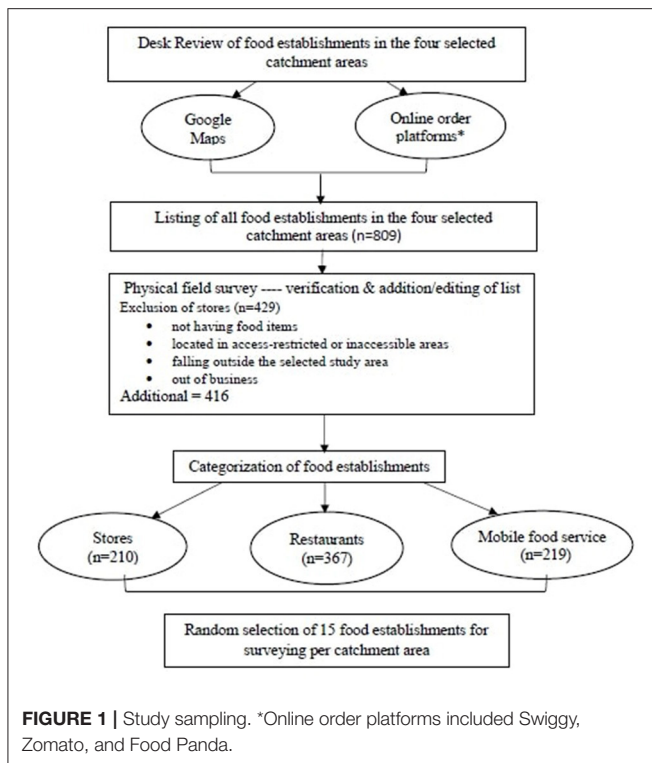 Desk Review of food establishments in the four selected
catchment areas
Google
Maps
Online order
platforms*
Listing of all food establishments in the four selected
catchment areas (n=809)
Physical field survey ---- verification & addition/editing of list
Exclusion of stores (n=429)
• not having food items
• located in access-restricted or inaccessible areas
• falling outside the selected study area
• out of business
Additional = 416
Categorization of food establishments
Stores
(n=210)
Restaurants
(n=367)
Mobile food service
(n=219)
Random selection of 15 food establishments for
surveying per catchment area
FIGURE 1 | Study sampling. *Online order platforms included Swiggy,
Zomato, and Food Panda.